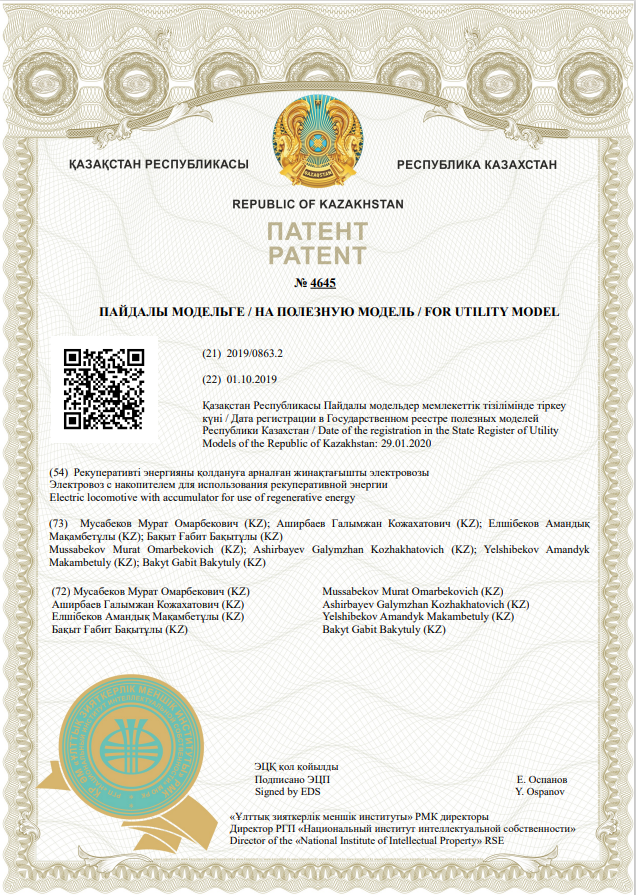 ҚАЗАҚСТАН РЕСПУБЛИКАСЫ
РЕСПУБЛИКА КАЗАХСТАН
QAZAQSTAN
REPUBLIC OF KAZAKHSTAN
ПАТЕНТ
PATENT
№ 4645
ПАЙДАЛЫ МОДЕЛЬГЕ / НА ПОЛЕЗНУЮ МОДЕЛЬ / FOR UTILITY MODEL
(21) 2019/0863.2
(22) 01.10.2019
Қазақстан Республикасы Пайдалы модельдер мемлекеттік тізілімінде тіркеу
күні / Дата регистрации в Государственном реестре полезных моделей
Республики Казахстан / Date of the registration in the State Register of Utility
Models of the Republic of Kazakhstan: 29.01.2020
(54) Рекуперативті энергияны қолдануға арналған жинақтағышты электровозы
Электровоз с накопителем для использования рекуперативной энергии
Electric locomotive with accumulator for use of regenerative energy
(73) Мусабеков Мурат Омарбекович (KZ); Аширбаев Галымжан Кожахатович (KZ); Елшібеков Амандық
Мақамбетұлы (KZ); Бақыт Ғабит Бақытұлы (KZ)
Mussabekov Murat Omarbekovich (KZ); Ashirbayev Galymzhan Kozhakhatovich (KZ); Yelshibekov Amandyk
Makambetuly (KZ); Bakyt Gabit Bakytuly (KZ)
(72) Мусабеков Мурат Омарбекович (KZ) Mussabekov Murat Omarbekovich (KZ)
Аширбаев Галымжан Кожахатович (KZ) Ashirbayev Galymzhan Kozhakhatovich (KZ)
Елшібеков Амандық Мақамбетұлы (KZ) Yelshibekov Amandyk Makambetuly (KZ)
Бақыт Ғабит Бақытұлы (KZ) Bakyt Gabit Bakytuly (KZ)
ҰЛТТЫҚ ЗИЯТКЕРЛІК МЕНШІК ИНСТИТУТЫ
ЭЦҚ қол қойылды
Подписано ЭЦП Е. Оспанов
Signed by EDS Y. Ospanov
«Ұлттық зияткерлік меншік институты» РМК директоры
Директор РГП «Национальный институт интеллектуальной собственности»
Director of the «National Institute of Intellectual Property» RSE